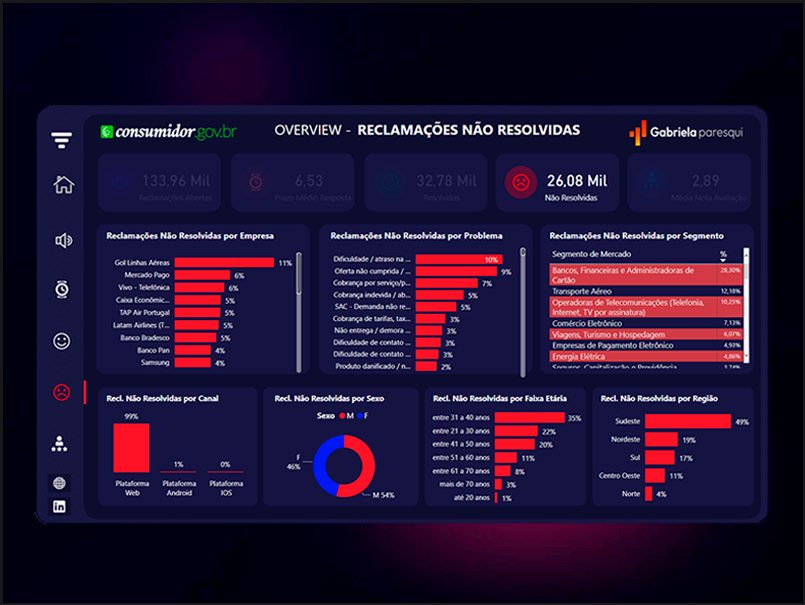 consumidor.gov.br
OVERVIEW - RECLAMAÇÕES NÃO RESOLVIDAS
Gabriela paresqui
133,96 Mil
Reclamações Abertas
6,53
Prazo Médio Resposta
32,78 Mil
Resolvidas
26,08 Mil
Não Resolvidas
2,89
Média Nota Avaliação
Reclamações Não Resolvidas por Empresa
Gol Linhas Aéreas 11%
Mercado Pago 6%
Vivo - Telefônica 6%
Caixa Econômic... 5%
TAP Air Portugal 5%
Latam Airlines (T... 5%
Banco Bradesco 5%
Banco Pan 4%
Samsung 4%
Reclamações Não Resolvidas por Problema
Dificuldade / atraso na ... 10%
Oferta não cumprida / ... 9%
Cobrança por serviço/p... 7%
Cobrança indevida / ab... 5%
SAC - Demanda não re... 5%
Cobrança de tarifas, tax... 3%
Não entrega / demora ... 3%
Dificuldade de contato ... 3%
Dificuldade de contato ... 3%
Produto danificado / n... 2%
Reclamações Não Resolvidas por Segmento
Segmento de Mercado %
Bancos, Financeiras e Administradoras de 28,30%
Cartão
Transporte Aéreo 12,18%
Operadoras de Telecomunicações (Telefonia, 10,25%
Internet, TV por assinatura)
Comércio Eletrônico 7,13%
Viagens, Turismo e Hospedagem 6,07%
Empresas de Pagamento Eletrônico 4,93%
Energia Elétrica 4,86%
Seguros, Capitalização e Previdência
Recl. Não Resolvidas por Canal
99%
1%
0%
Plataforma Web
Plataforma Android
Plataforma IOS
Recl. Não Resolvidas por Sexo
Sexo M F
F
46%
M 54%
Recl. Não Resolvidas por Faixa Etária
entre 31 a 40 anos 35%
entre 21 a 30 anos 22%
entre 41 a 50 anos 20%
entre 51 a 60 anos 11%
entre 61 a 70 anos 8%
mais de 70 anos 3%
até 20 anos 1%
Recl. Não Resolvidas por Região
Sudeste 49%
Nordeste 19%
Sul 17%
Centro Oeste 11%
Norte 4%
in